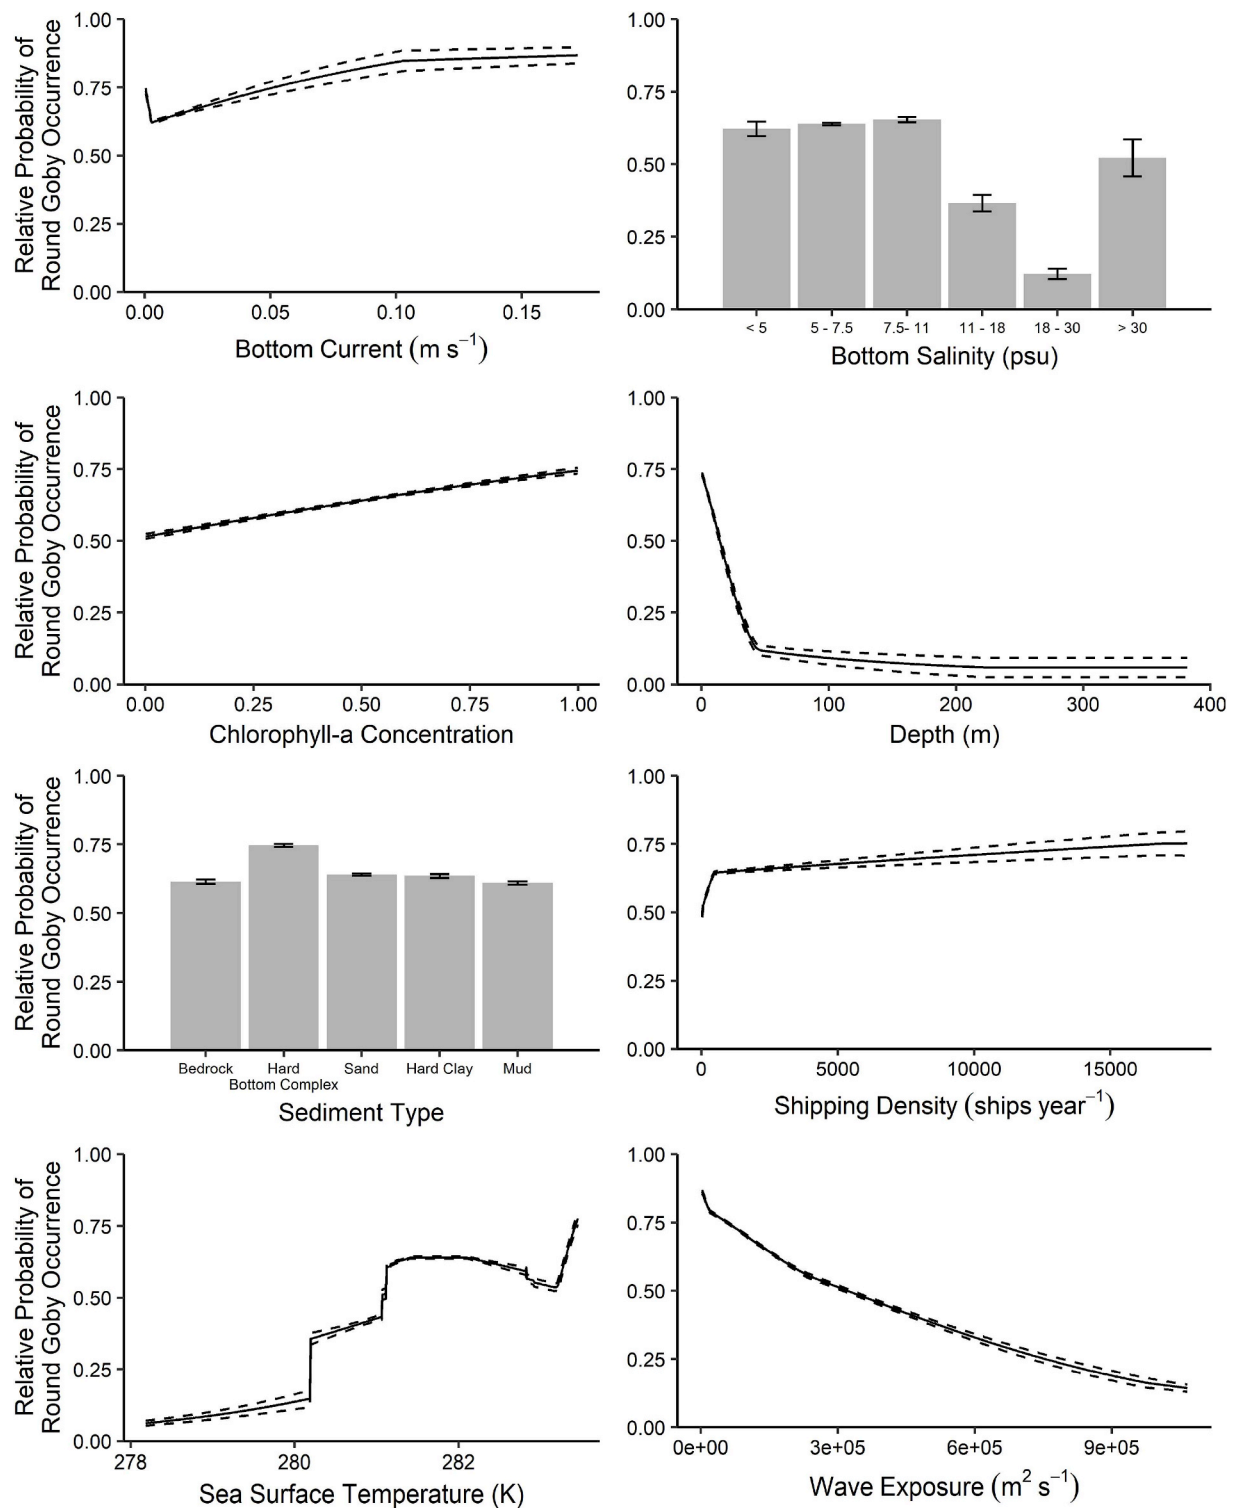 Relative Probability of
Round Goby Occurrence
1.00
0.75
0.50
0.25
0.00
0.00 0.05 0.10 0.15
Bottom Current (m s⁻¹)
1.00
0.75
0.50
0.25
0.00
< 5 5 - 7.5 7.5- 11 11 - 18 18 - 30 > 30
Bottom Salinity (psu)
Relative Probability of
Round Goby Occurrence
1.00
0.75
0.50
0.25
0.00
0.00 0.25 0.50 0.75 1.00
Chlorophyll-a Concentration
1.00
0.75
0.50
0.25
0.00
0 100 200 300 400
Depth (m)
Relative Probability of
Round Goby Occurrence
1.00
0.75
0.50
0.25
0.00
Bedrock Hard Sand Hard Clay Mud
Bottom Complex
Sediment Type
1.00
0.75
0.50
0.25
0.00
0 5000 10000 15000
Shipping Density (ships year⁻¹)
Relative Probability of
Round Goby Occurrence
1.00
0.75
0.50
0.25
0.00
278 280 282
Sea Surface Temperature (K)
1.00
0.75
0.50
0.25
0.00
0e+00 3e+05 6e+05 9e+05
Wave Exposure (m² s⁻¹)